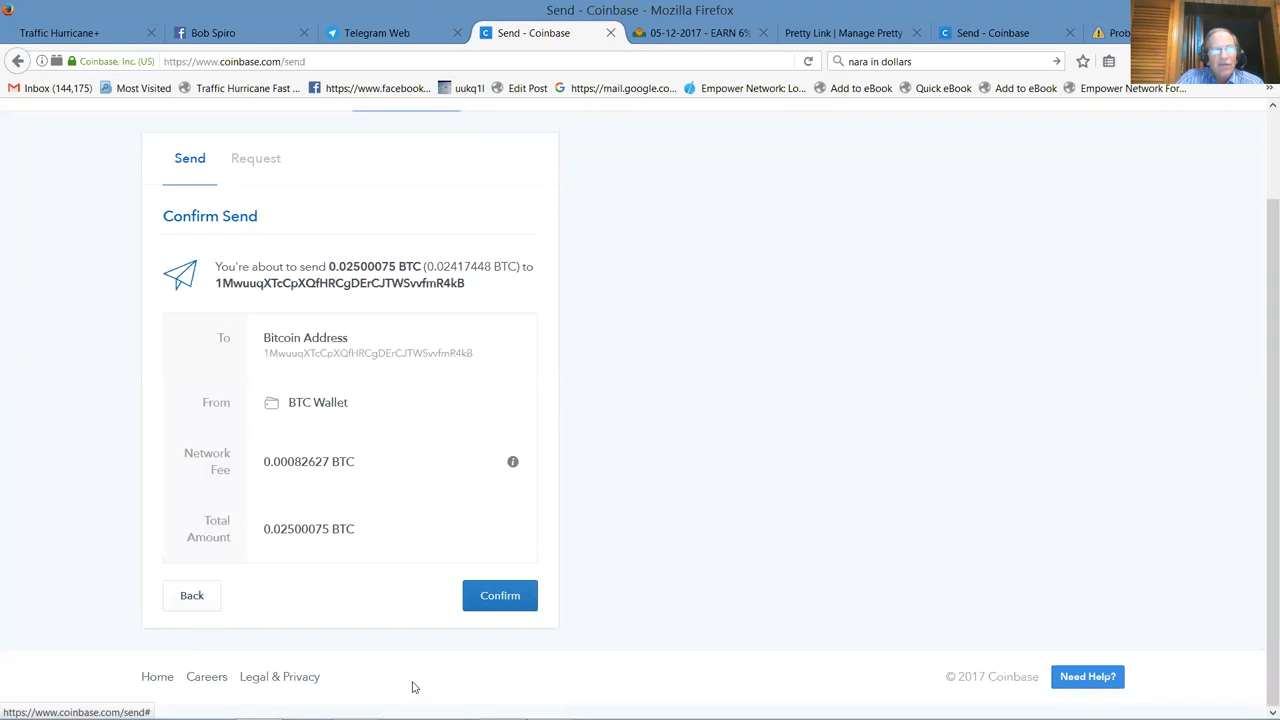 Send - Coinbase - Mozilla Firefox
Traffic Hurricane+
Bob Spiro
Telegram Web
Send - Coinbase
05-12-2017 - EARN 6%
Pretty Link | Manage Pretty
Send - Coinbase
Prob
Coinbase, Inc. (US)
https://www.coinbase.com/send
nara in dollars
Inbox (144,175)
Most Visited
Traffic Hurricane Fast ...
https://www.facebook...
uukq1l
Edit Post
https://mail.google.co...
Empower Network: Lo...
Add to eBook
Quick eBook
Add to eBook
Empower Network: For...
Send
Request
Confirm Send
You're about to send 0.02500075 BTC (0.02417448 BTC) to
1MwuuqXTcCpXQfHRCgDErCJTWSvvfmR4kB
To
Bitcoin Address
1MwuuqXTcCpXQfHRCgDErCJTWSvvfmR4kB
From
BTC Wallet
Network
Fee
0.00082627 BTC
Total
Amount
0.02500075 BTC
Back
Confirm
Home
Careers
Legal & Privacy
© 2017 Coinbase
Need Help?
https://www.coinbase.com/send#